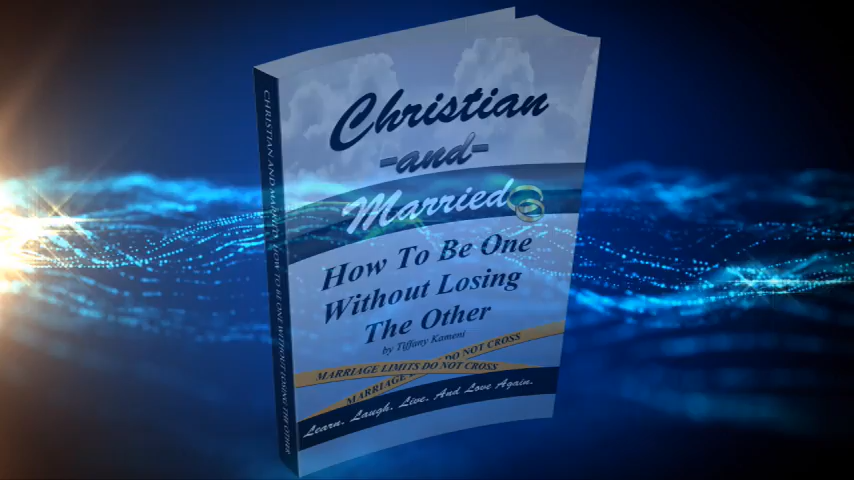 Christian
-and-
Married
How To Be One
Without Losing
The Other
by Tiffany Kameni
DO NOT CROSS
MARRIAGE LIMITS DO NOT CROSS
MARRIAGE
Learn. Laugh. Live. And Love Again.
CHRISTIAN AND MARRIED: HOW TO BE ONE WITHOUT LOSING THE OTHER